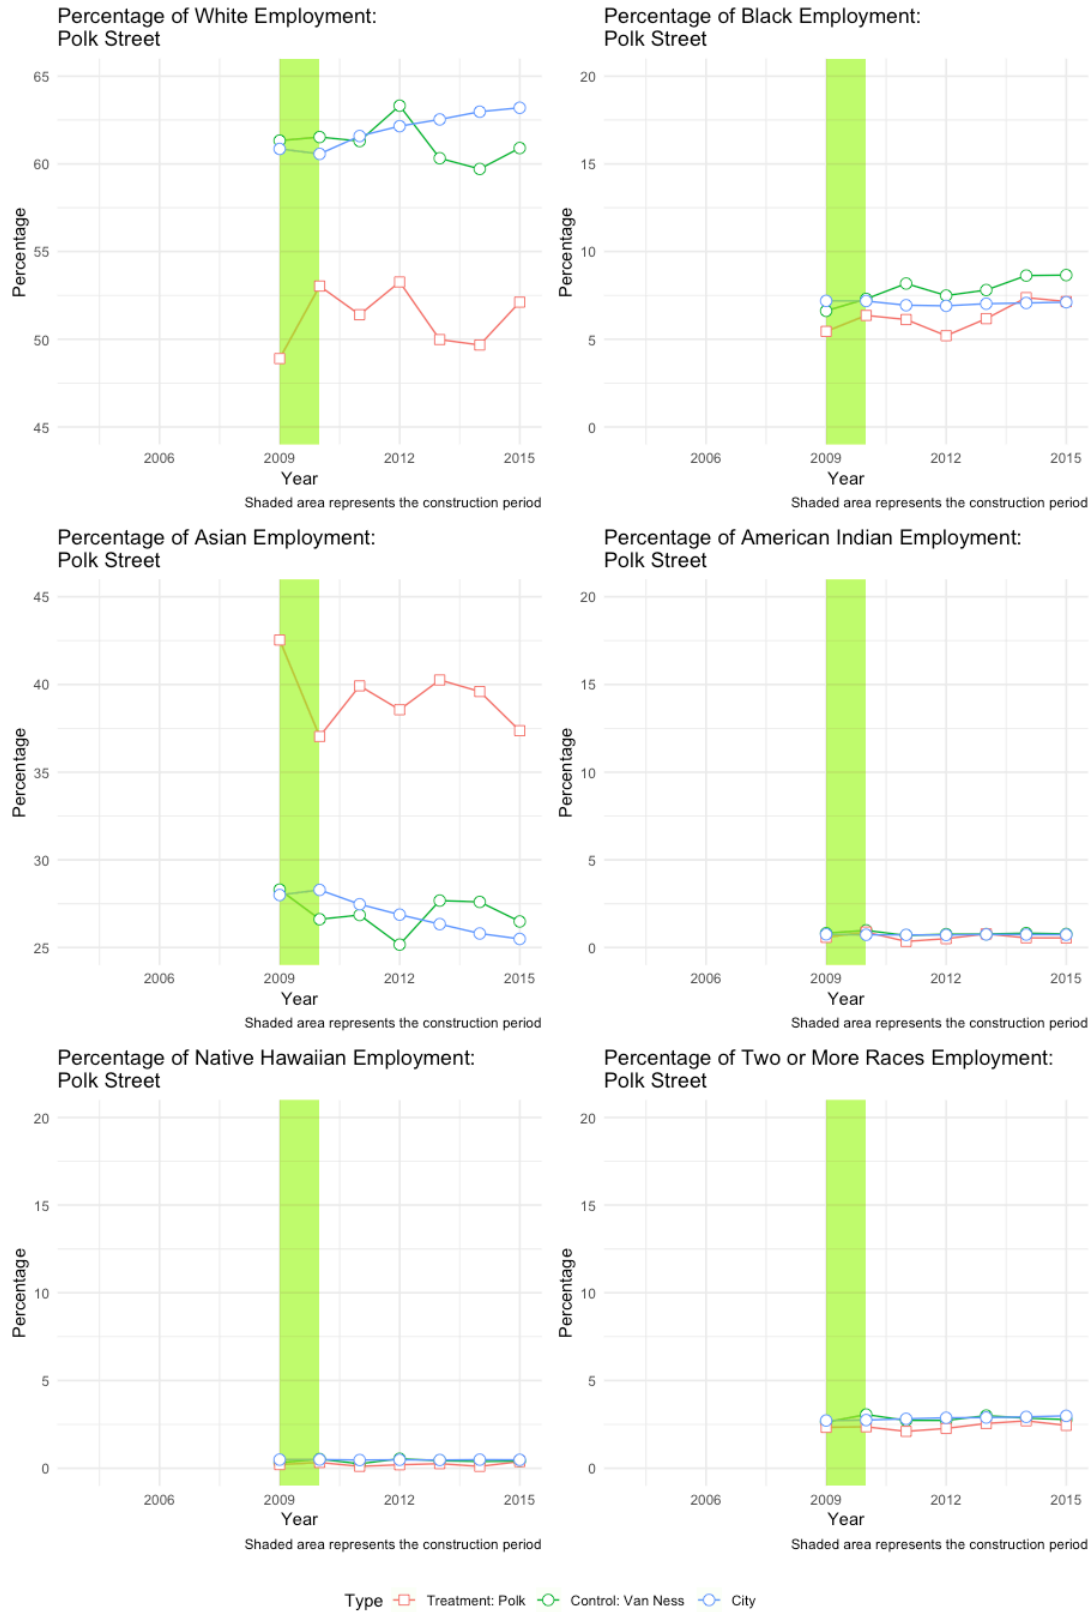 Percentage of White Employment:
Polk Street
65
60
55
50
45
Percentage
2006 2009 2012 2015
Year
Shaded area represents the construction period
Percentage of Black Employment:
Polk Street
20
15
10
5
0
Percentage
2006 2009 2012 2015
Year
Shaded area represents the construction period
Percentage of Asian Employment:
Polk Street
45
40
35
30
25
Percentage
2006 2009 2012 2015
Year
Shaded area represents the construction period
Percentage of American Indian Employment:
Polk Street
20
15
10
5
0
Percentage
2006 2009 2012 2015
Year
Shaded area represents the construction period
Percentage of Native Hawaiian Employment:
Polk Street
20
15
10
5
0
Percentage
2006 2009 2012 2015
Year
Shaded area represents the construction period
Percentage of Two or More Races Employment:
Polk Street
20
15
10
5
0
Percentage
2006 2009 2012 2015
Year
Shaded area represents the construction period
Type Treatment: Polk Control: Van Ness City